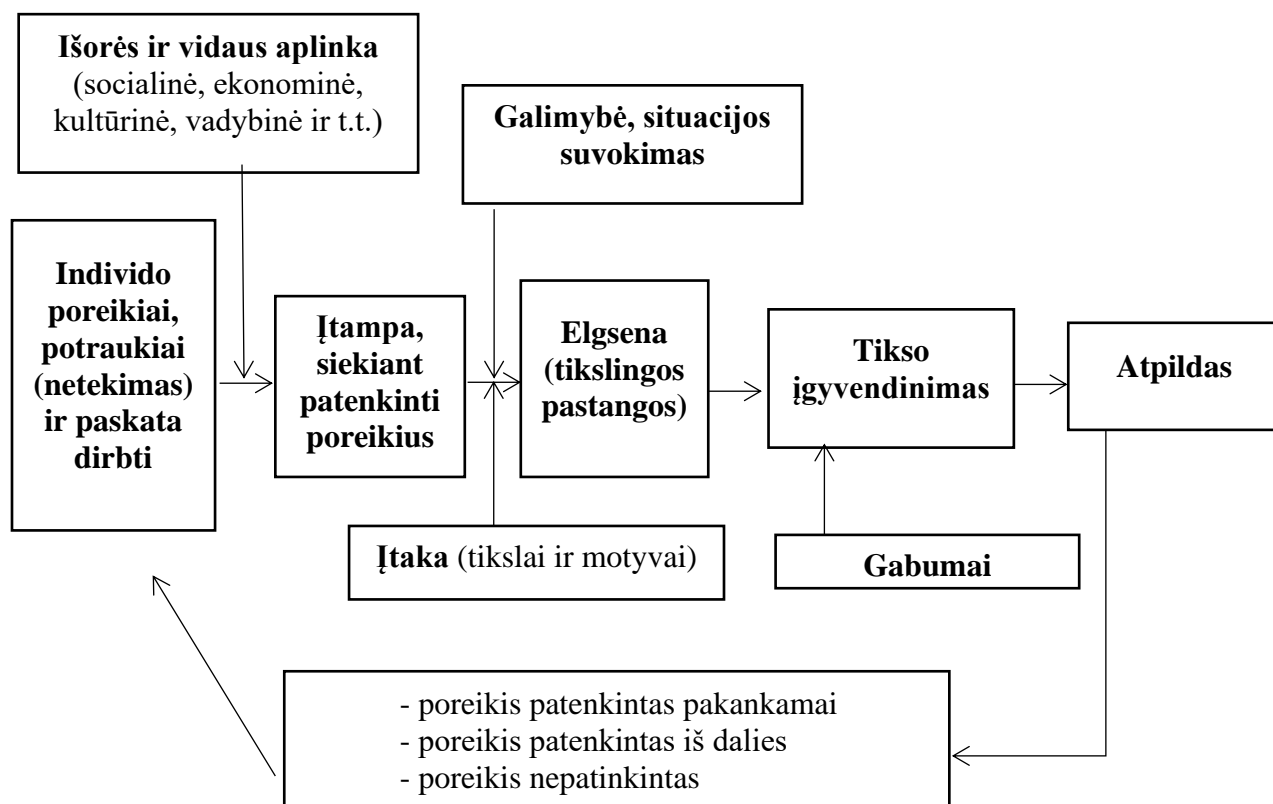 Išorės ir vidaus aplinka
(socialinė, ekonominė,
kultūrinė, vadybinė ir t.t.)
Galimybė, situacijos
suvokimas
Individo
poreikiai,
potraukiai
(netekimas)
ir paskata
dirbti
Įtampa,
siekiant
patenkinti
poreikius
Elgsena
(tikslingos
pastangos)
Tikso
įgyvendinimas
Atpildas
Įtaka (tikslai ir motyvai)
Gabumai
- poreikis patenkintas pakankamai
- poreikis patenkintas iš dalies
- poreikis nepatinkintas